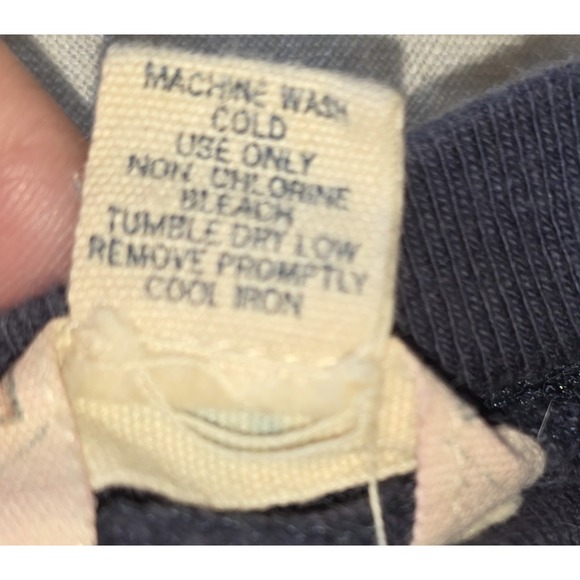 MACHINE WASH
COLD
USE ONLY
NON CHLORINE
BLEACH
TUMBLE DRY LOW
REMOVE PROMPTLY
COOL IRON